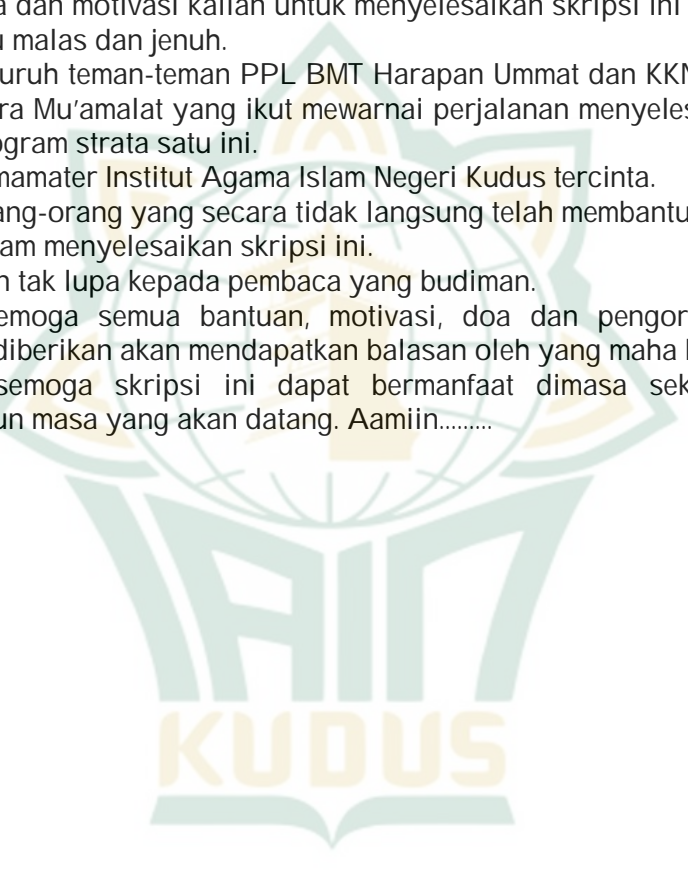 a dan motivasi kalian untuk menyelesaikan skripsi ini
u malas dan jenuh.
uruh teman-teman PPL BMT Harapan Ummat dan KKN
ra Mu'amalat yang ikut mewarnai perjalanan menyeles
ogram strata satu ini.
mamater Institut Agama Islam Negeri Kudus tercinta.
ang-orang yang secara tidak langsung telah membantu
am menyelesaikan skripsi ini.
n tak lupa kepada pembaca yang budiman.
emoga semua bantuan, motivasi, doa dan pengor
diberikan akan mendapatkan balasan oleh yang maha
semoga skripsi ini dapat bermanfaat dimasa sek
un masa yang akan datang. Aamiin.........
IAIN
KUDUS